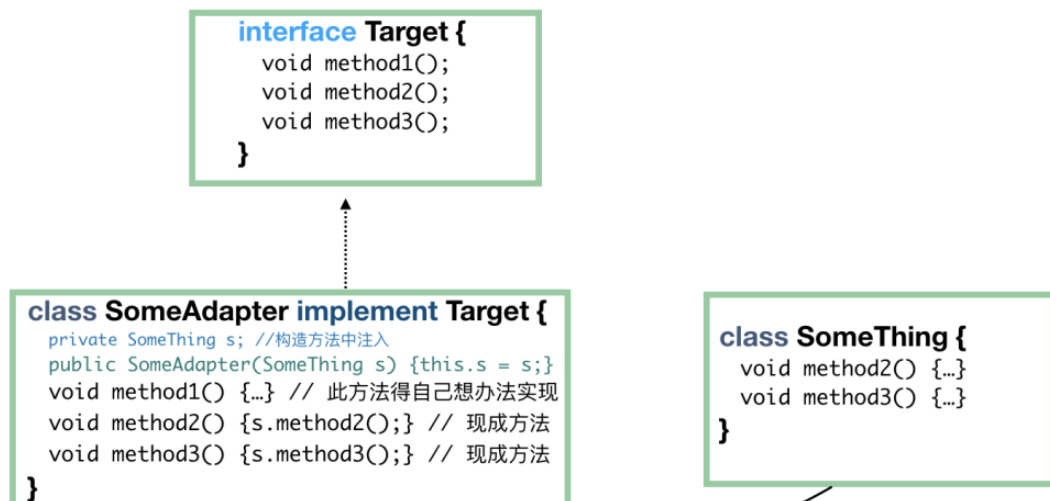 interface Target {
void method1();
void method2();
void method3();
}
class SomeAdapter implement Target {
private SomeThing s; //构造方法中注入
public SomeAdapter(SomeThing s) {this.s = s;}
void method1() {…} // 此方法得自己想办法实现
void method2() {s.method2();} // 现成方法
void method3() {s.method3();} // 现成方法
}
class SomeThing {
void method2() {…}
void method3() {…}
}